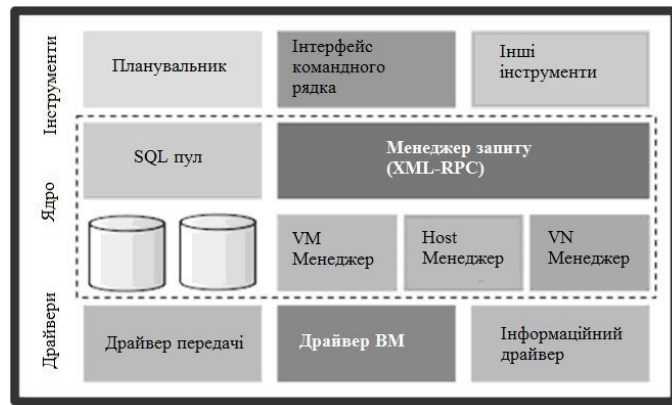 Інструменти
Планувальник
Інтерфейс
командного
рядка
Інші
інструменти
Ядро
SQL пул
Менеджер запиту
(XML-RPC)
VM
Менеджер
Host
Менеджер
VN
Менеджер
Драйвери
Драйвер передачі
Драйвер ВМ
Інформаційний
драйвер